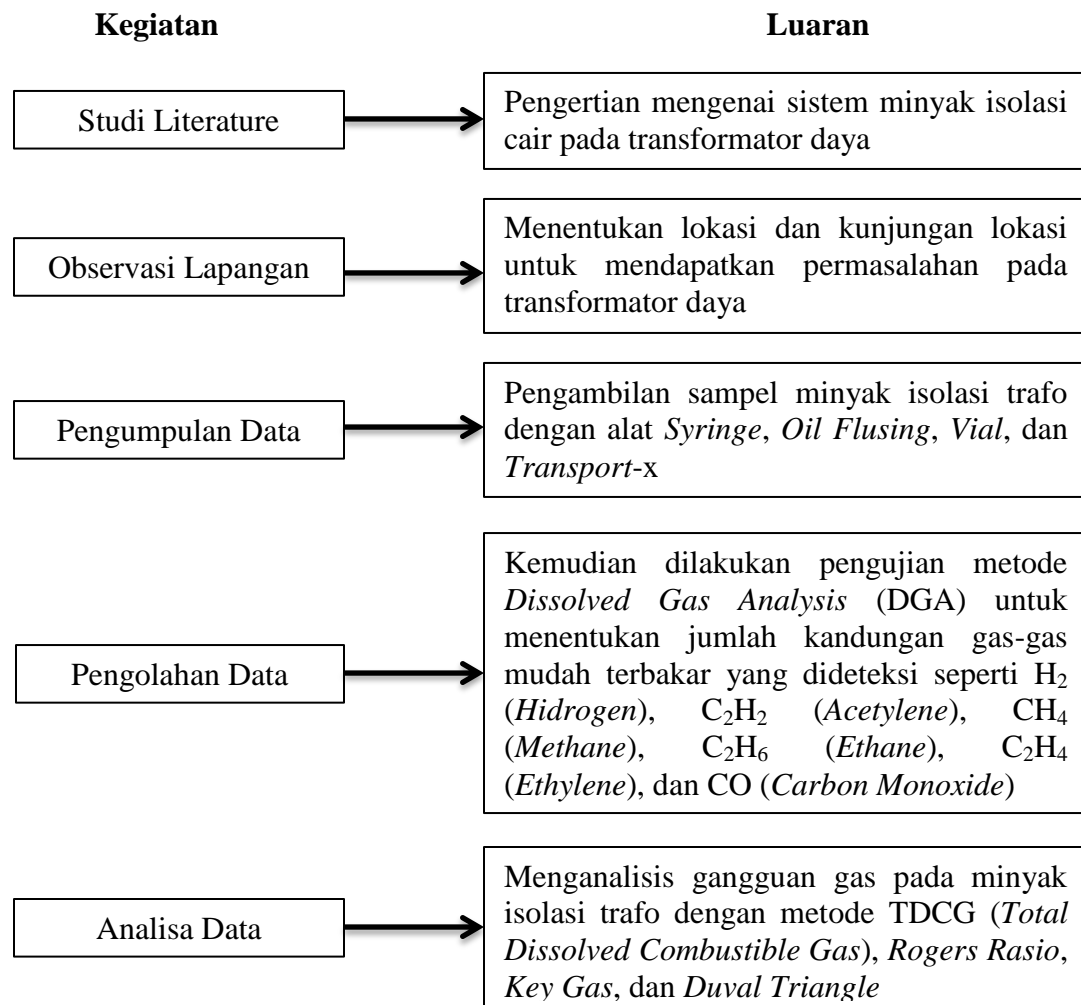 Kegiatan
Luaran
Studi Literature
Pengertian mengenai sistem minyak isolasi
cair pada transformator daya
Observasi Lapangan
Menentukan lokasi dan kunjungan lokasi
untuk mendapatkan permasalahan pada
transformator daya
Pengumpulan Data
Pengambilan sampel minyak isolasi trafo
dengan alat Syringe, Oil Flusing, Vial, dan
Transport-x
Pengolahan Data
Kemudian dilakukan pengujian metode
Dissolved Gas Analysis (DGA) untuk
menentukan jumlah kandungan gas-gas
mudah terbakar yang dideteksi seperti H₂
(Hidrogen), C₂H₂ (Acetylene), CH₄
(Methane), C₂H₆ (Ethane), C₂H₄
(Ethylene), dan CO (Carbon Monoxide)
Analisa Data
Menganalisis gangguan gas pada minyak
isolasi trafo dengan metode TDCG (Total
Dissolved Combustible Gas), Rogers Rasio,
Key Gas, dan Duval Triangle